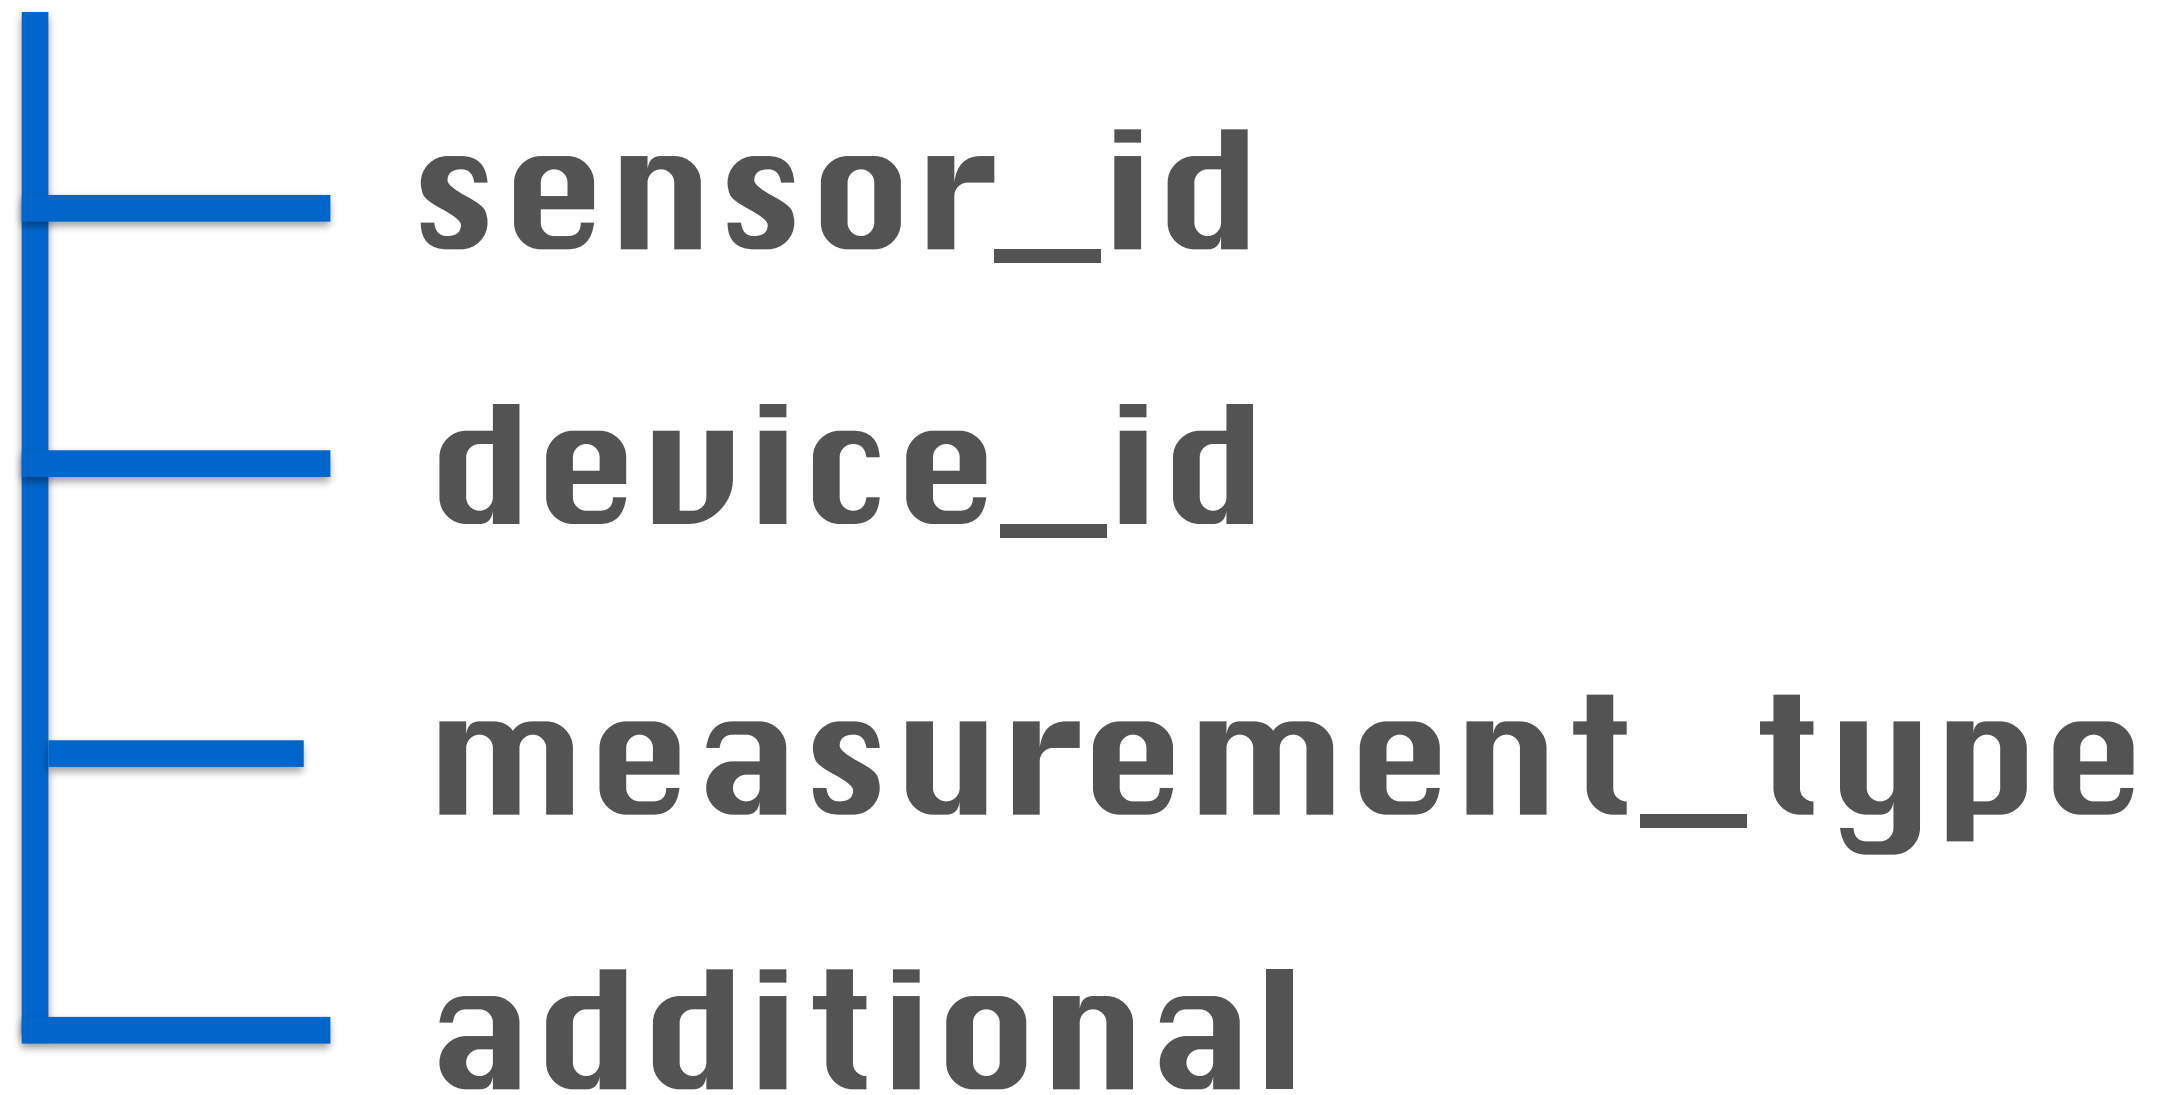 sensor_id
device_id
measurement_type
additional